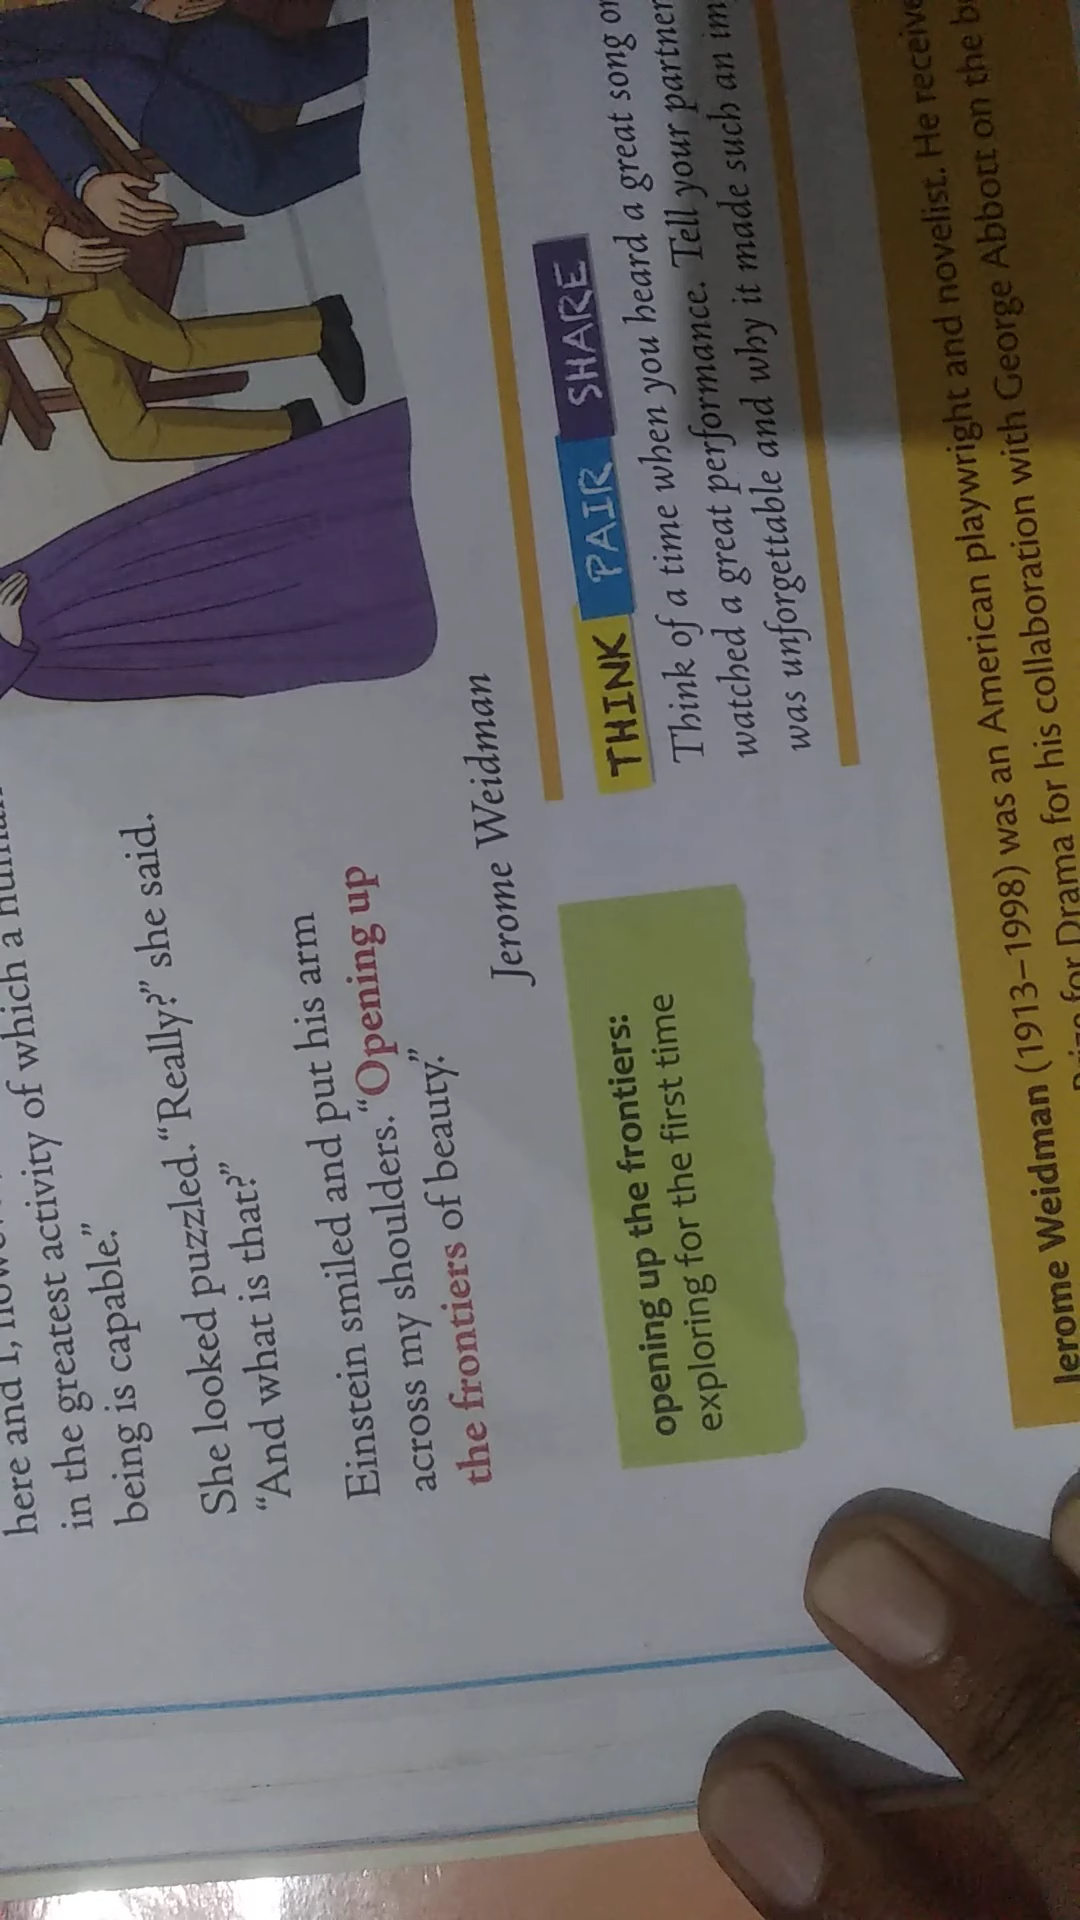 here and I, however
in the greatest activity of which a human
being is capable.”
She looked puzzled. “Really?” she said.
“And what is that?”
Einstein smiled and put his arm
across my shoulders. “Opening up
the frontiers of beauty.”
Jerome Weidman
opening up the frontiers:
exploring for the first time
THINK PAIR SHARE
Think of a time when you heard a great song or
watched a great performance. Tell your partner
was unforgettable and why it made such an
Jerome Weidman (1913–1998) was an American playwright and novelist. He
for Drama for his collaboration with George Abbott on the